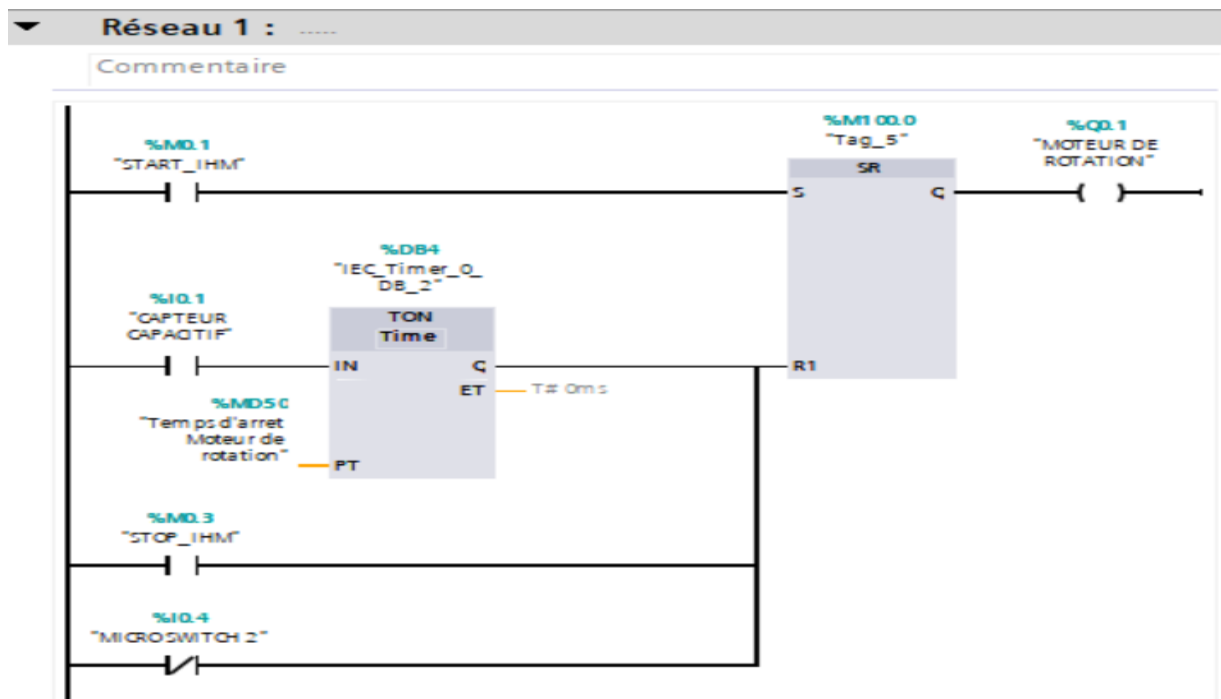 Réseau 1 : .....
Commentaire
%M0.1
"START_IHM"
%M100.0
"Tag_5"
SR
S
Q
R1
%Q0.1
"MOTEUR DE
ROTATION"
%DB4
"IEC_Timer_0_
DB_2"
TON
Time
IN
Q
ET
T# 0ms
PT
%I0.1
"CAPTEUR
CAPACITIF"
%MD50
"Temps d'arret
Moteur de
rotation"
%M0.3
"STOP_IHM"
%I0.4
"MICROSWITCH 2"